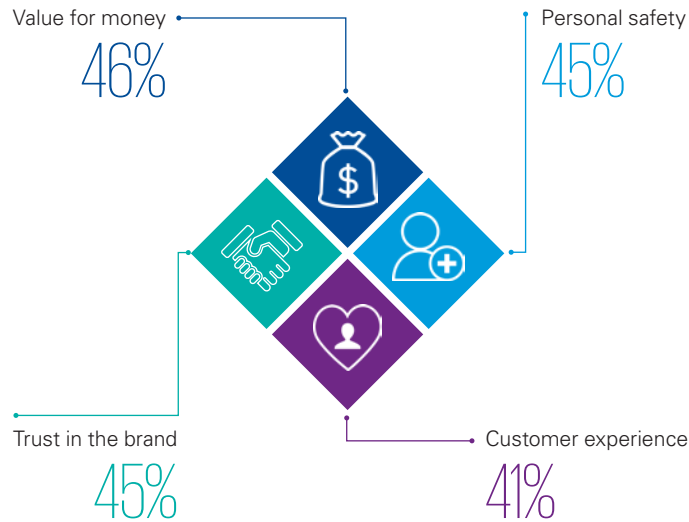 Value for money
46%
Personal safety
45%
$
Trust in the brand
45%
Customer experience
41%